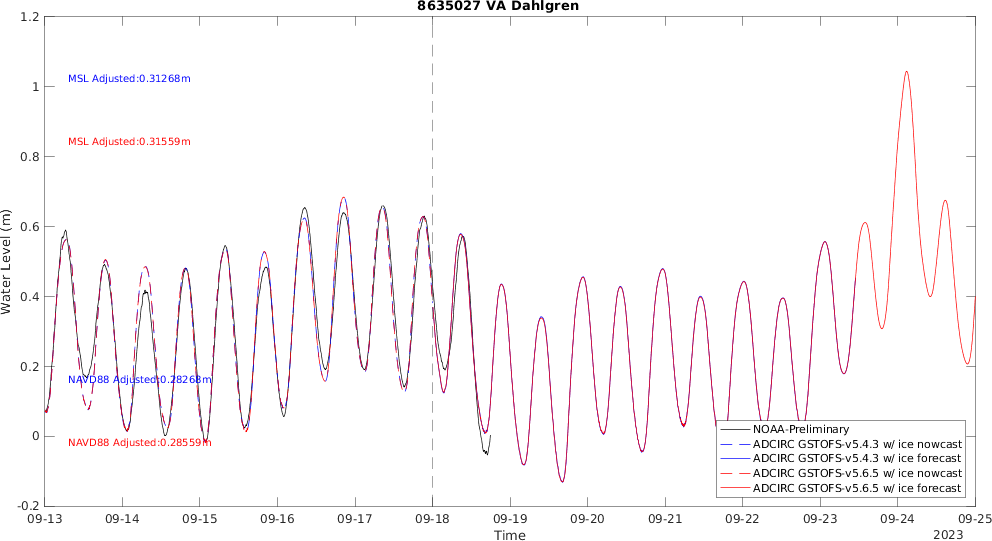 8635027 VA Dahlgren
1.2
1
0.8
0.6
0.4
0.2
0
-0.2
Water Level (m)
MSL Adjusted:0.31268m
MSL Adjusted:0.31559m
NAVD88 Adjusted:0.28268m
NAVD88 Adjusted:0.28559m
NOAA-Preliminary
ADCIRC GSTOFS-v5.4.3 w/ ice nowcast
ADCIRC GSTOFS-v5.4.3 w/ ice forecast
ADCIRC GSTOFS-v5.6.5 w/ ice nowcast
ADCIRC GSTOFS-v5.6.5 w/ ice forecast
09-13 09-14 09-15 09-16 09-17 09-18 09-19 09-20 09-21 09-22 09-23 09-24 09-25
Time
2023